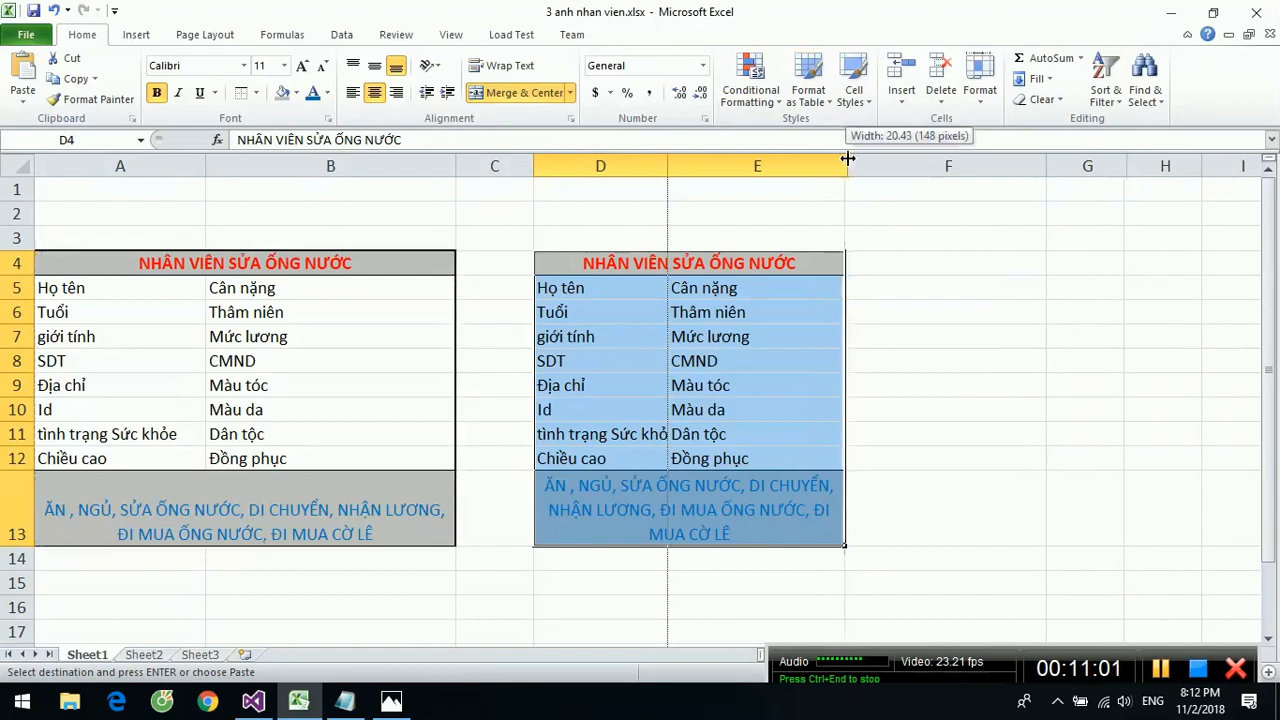 3 anh nhan vien.xlsx - Microsoft Excel
File Home Insert Page Layout Formulas Data Review View Load Test Team
Paste
Cut
Copy
Format Painter
Clipboard
Calibri 11
B I U
Font
Wrap Text
Merge & Center
Alignment
General
$ % ,
Number
Conditional Formatting
Format as Table
Cell Styles
Styles
Insert Delete Format
Cells
AutoSum
Fill
Clear
Sort & Filter
Find & Select
Editing
D4 fx NHÂN VIÊN SỬA ỐNG NƯỚC
Width: 20.43 (148 pixels)
A B C D E F G H I
1
2
3
4 NHÂN VIÊN SỬA ỐNG NƯỚC NHÂN VIÊN SỬA ỐNG NƯỚC
5 Họ tên Cân nặng Họ tên Cân nặng
6 Tuổi Thâm niên Tuổi Thâm niên
7 giới tính Mức lương giới tính Mức lương
8 SDT CMND SDT CMND
9 Địa chỉ Màu tóc Địa chỉ Màu tóc
10 Id Màu da Id Màu da
11 tình trạng Sức khỏe Dân tộc tình trạng Sức khỏ Dân tộc
12 Chiều cao Đồng phục Chiều cao Đồng phục
13
ĂN , NGỦ, SỬA ỐNG NƯỚC, DI CHUYỂN, NHẬN LƯƠNG,
ĐI MUA ỐNG NƯỚC, ĐI MUA CỜ LÊ
ĂN , NGỦ, SỬA ỐNG NƯỚC, DI CHUYỂN,
NHẬN LƯƠNG, ĐI MUA ỐNG NƯỚC, ĐI
MUA CỜ LÊ
14
15
16
17
Sheet1 Sheet2 Sheet3
Select destination and press ENTER or choose Paste
Audio Video: 23.21 fps
Press Ctrl+End to stop
00:11:01
ENG
8:12 PM
11/2/2018